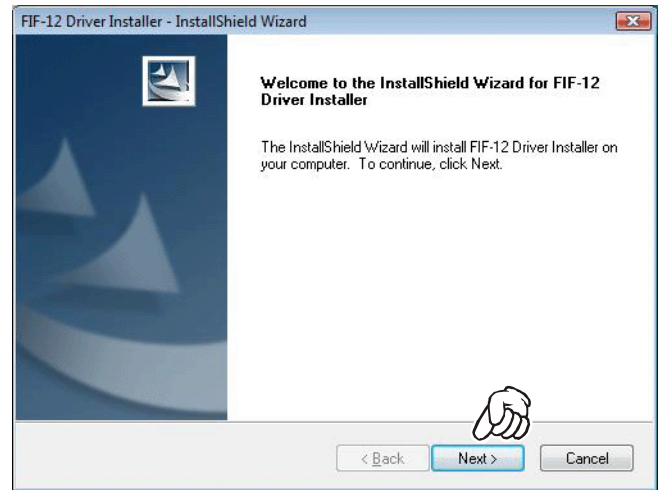 FIF-12 Driver Installer - InstallShield Wizard
Welcome to the InstallShield Wizard for FIF-12
Driver Installer
The InstallShield Wizard will install FIF-12 Driver Installer on
your computer. To continue, click Next.
< Back
Next >
Cancel